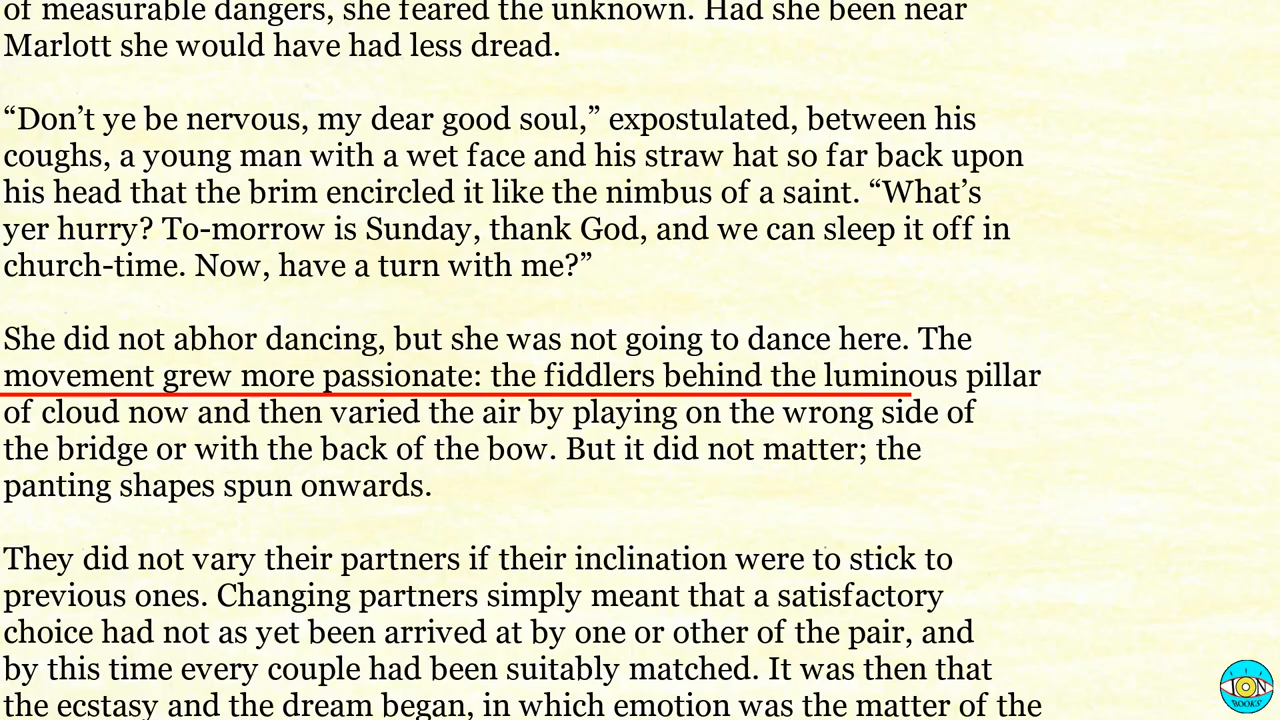 of measurable dangers, she feared the unknown. Had she been near
Marlott she would have had less dread.
“Don’t ye be nervous, my dear good soul,” expostulated, between his
coughs, a young man with a wet face and his straw hat so far back upon
his head that the brim encircled it like the nimbus of a saint. “What’s
yer hurry? To-morrow is Sunday, thank God, and we can sleep it off in
church-time. Now, have a turn with me?”
She did not abhor dancing, but she was not going to dance here. The
movement grew more passionate: the fiddlers behind the luminous pillar
of cloud now and then varied the air by playing on the wrong side of
the bridge or with the back of the bow. But it did not matter; the
panting shapes spun onwards.
They did not vary their partners if their inclination were to stick to
previous ones. Changing partners simply meant that a satisfactory
choice had not as yet been arrived at by one or other of the pair, and
by this time every couple had been suitably matched. It was then that
the ecstasy and the dream began, in which emotion was the matter of the
ION
BOOKS